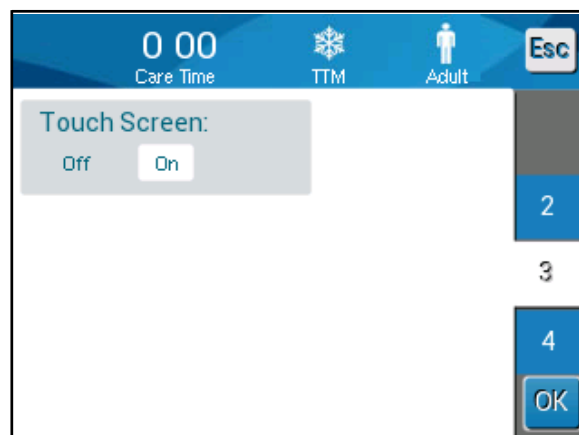 0 00
Care Time
TTM
Adult
Esc
Touch Screen:
Off On
2
3
4
OK